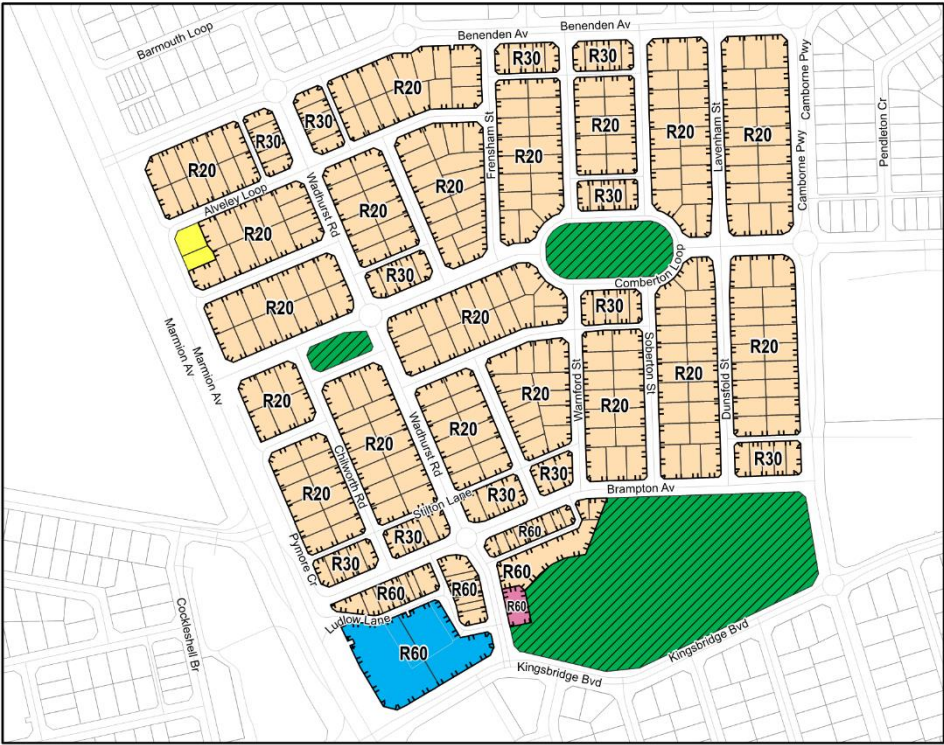 Barmouth Loop
Benenden Av
Benenden Av
R30
R30
R20
R30
R30
R20
R20
R20
R20
R20
R20
R20
R20
Camborne Pwy
Camborne Pwy
Pendleton Cr
Lavenham St
Frensham St
Alveley Loop
Wadhurst Rd
R20
R30
R30
R20
Comberton Loop
R20
R30
R20
R20
Marmion Av
Marmion Av
R20
R20
R20
R20
R20
Warnford St
Soberton St
Dunsfold St
Wadhurst Rd
Chilworth Rd
R20
R30
R30
R30
Brampton Av
Stilton Lane
R30
R30
R60
Pymore Cr
R60
R60
R60
R60
Ludlow Lane
R60
Cockleshell Br
Kingsbridge Bvd
Kingsbridge Bvd